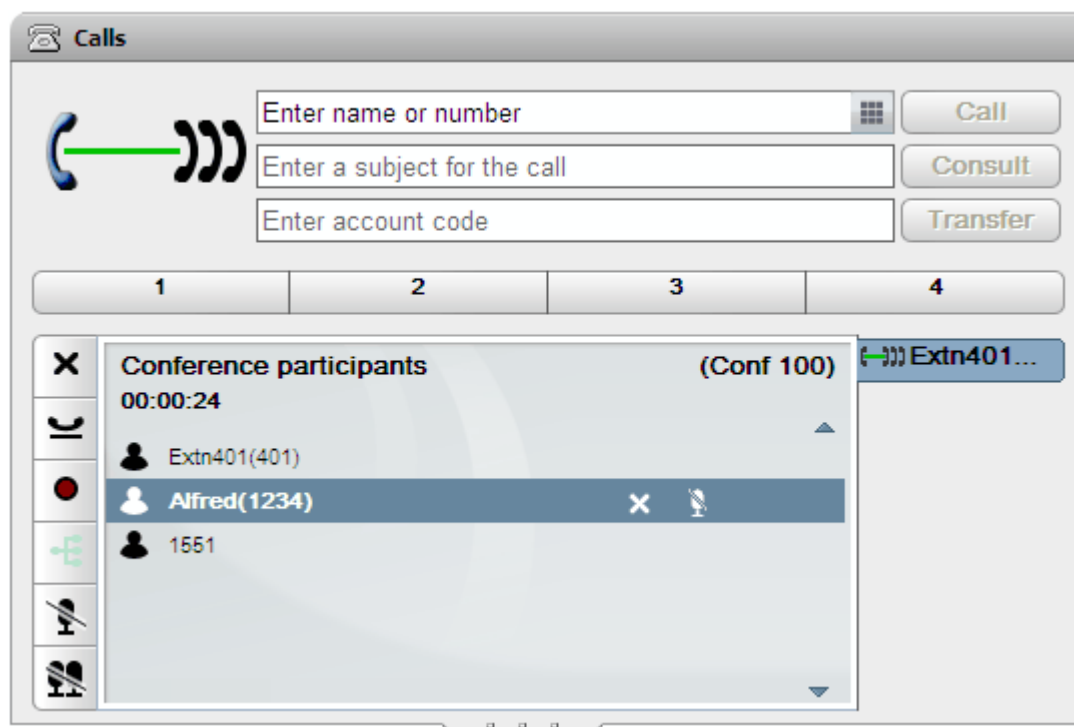 Calls
Enter name or number
Call
Enter a subject for the call
Consult
Enter account code
Transfer
1 2 3 4
Conference participants (Conf 100)
Extn401...
00:00:24
Extn401(401)
Alfred(1234)
1551